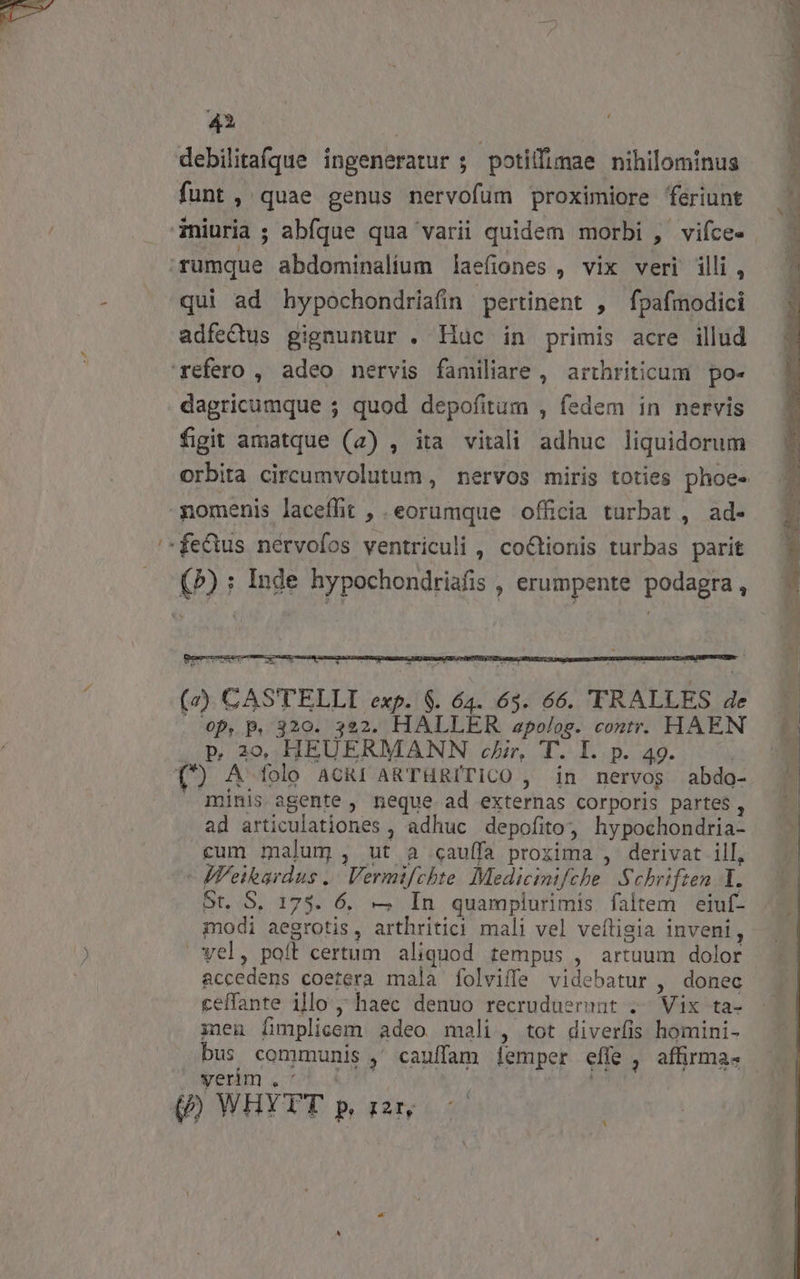 42
debilitaſque ingeneratur ; potiſſimae nihilominus
ſunt , quae genus nervoſum proximiore feriunt
iniuria ; abſque qua varii quidem morbi , viſce-
rumque abdominalium laeſiones , vix veri illi ,
qui ad hypochondriaſin pertinent , ſpaſmodici
adfectus gignuntur . Huc in primis acre illud
refero , adeo nervis familiare , arthriticum po-
dagricumque ; quod depoſitum , ſedem in nervis
figit amatque (a) , ita vitali adhuc liquidorum
orbita circumvolutum , nervos miris toties phoe-
nomenis laceſſit , eorumque officia turbat , ad-
fectus nervoſos ventriculi , coctionis turbas parit
(b) : Inde hypochondriaſis , erumpente podagra ,
(a) CASTELLI exp. §. 64. 65. 66. TRALLES de
op. p. 320. 322. HALLER apolog. contr. HAEN
p. 20. HEUERMANN chir. T. I. p. 49.
(*) A ſolo ACRI ARTHRITICO , in nervos abdo-
minis agente , neque ad externas corporis partes ,
ad articulationes , adhuc depoſito , hypochondria-
cum malum , ut a cauſſa proxima , derivat ill.
Weikardus . Vermiſchte Mediciniſche Schriften I.
St. S. 175. 6. — In quamplurimis ſaltem eiuſ-
modi aegrotis , arthritici mali vel veſtigia inveni ,
vel , poſt certum aliquod tempus , artuum dolor
accedens coetera mala ſolviſſe videbatur , donec
ceſſante illo , haec denuo recruduerunt . Vix ta-
men ſimplicem adeo mali , tot diverſis homini-
bus communis , cauſſam ſemper eſſe , affirma-
verim .
(b) WHYTT p. 121.